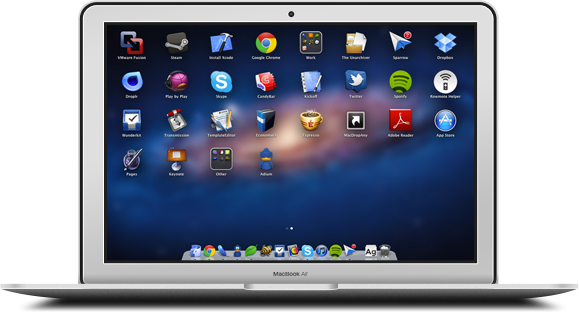 VMware Fusion Steam Install Xcode Google Chrome Work The Unarchiver Sparrow Dropbox
Droplr Play by Play Skype CandyBar Kickoff Twitter Spotify Rowmote Helper
Wunderkit Transmission TemplateEditor Economacs Espresso MacDropAny Adobe Reader App Store
Pages keynote Other Adium
Ag
MacBook Air